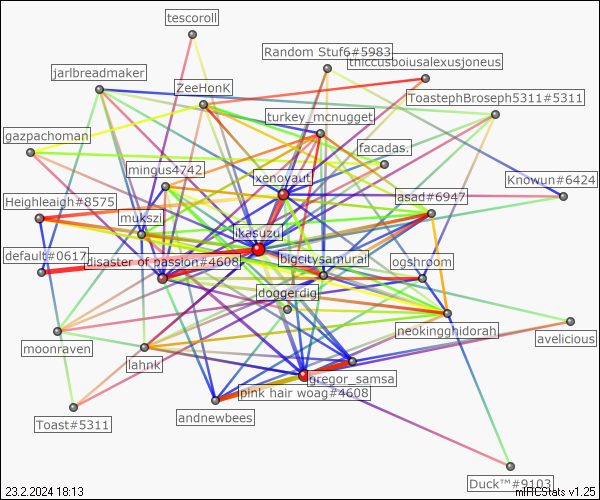 tescoroll
Random Stuf6#5983
thiccusboiusalexusjoneus
jarlbreadmaker
ZeeHonK
ToastephBroseph5311#5311
turkey_mcnugget
gazpachoman
facadas.
mingus4742
xenoyaut
Knowun#6424
Heighleaigh#8575
asad#6947
mukszi
ikasuzu
default#0617
disaster of passion#4608
bigcitysamurai
ogshroom
doggerdig
neokingghidorah
avelicious
moonraven
lahnk
gregor_samsa
pink hair woag#4608
andnewbees
Toast#5311
Duck™#9103
23.2.2024 18:13
mIRCStats v1.25